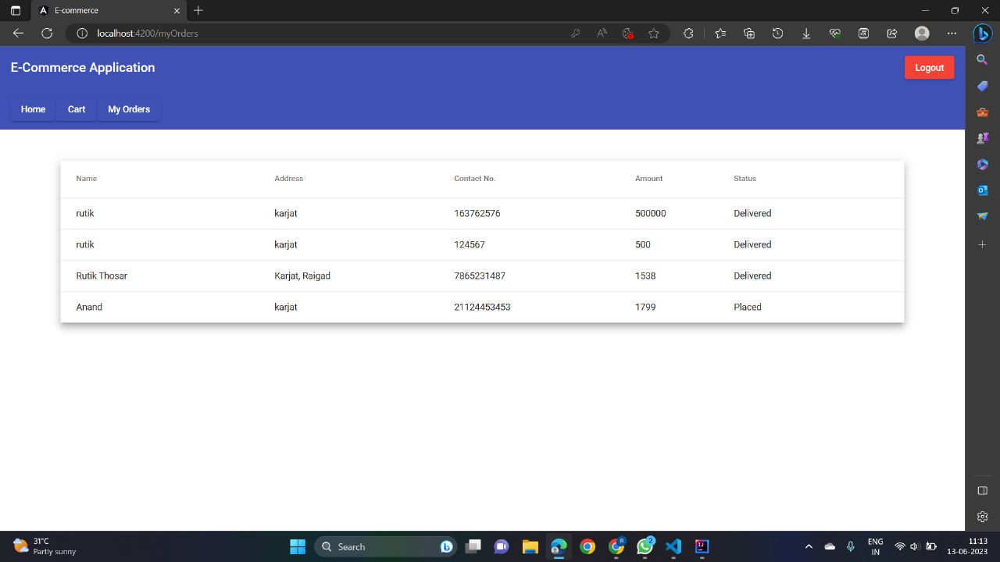 E-commerce
localhost:4200/myOrders
E-Commerce Application
Logout
Home Cart My Orders
Name Address Contact No. Amount Status
rutik karjat 163762576 500000 Delivered
rutik karjat 124567 500 Delivered
Rutik Thosar Karjat, Raigad 7865231487 1538 Delivered
Anand karjat 21124453453 1799 Placed
31°C
Partly sunny
Search
R
2
ENG
IN
11:13
13-06-2023